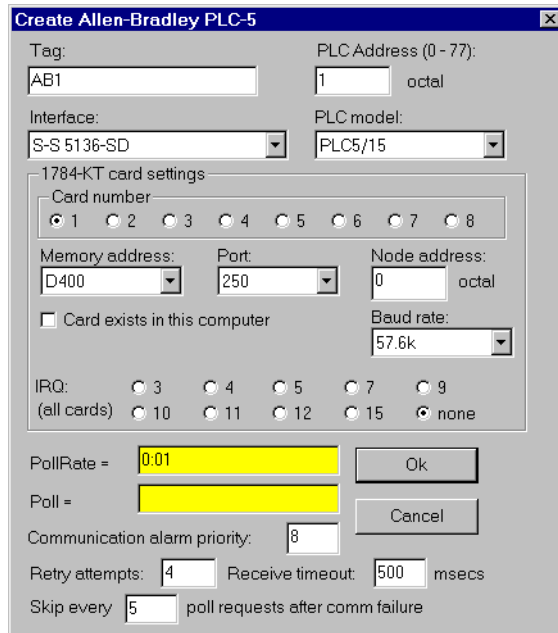 Create Allen-Bradley PLC-5
Tag: PLC Address (0 - 77):
AB1 1 octal
Interface: PLC model:
S-S 5136-SD PLC5/15
1784-KT card settings
Card number
1 2 3 4 5 6 7 8
Memory address: Port: Node address:
D400 250 0 octal
Card exists in this computer Baud rate:
57.6k
IRQ: 3 4 5 7 9
(all cards) 10 11 12 15 none
PollRate = 0:01 Ok
Poll = Cancel
Communication alarm priority: 8
Retry attempts: 4 Receive timeout: 500 msecs
Skip every 5 poll requests after comm failure